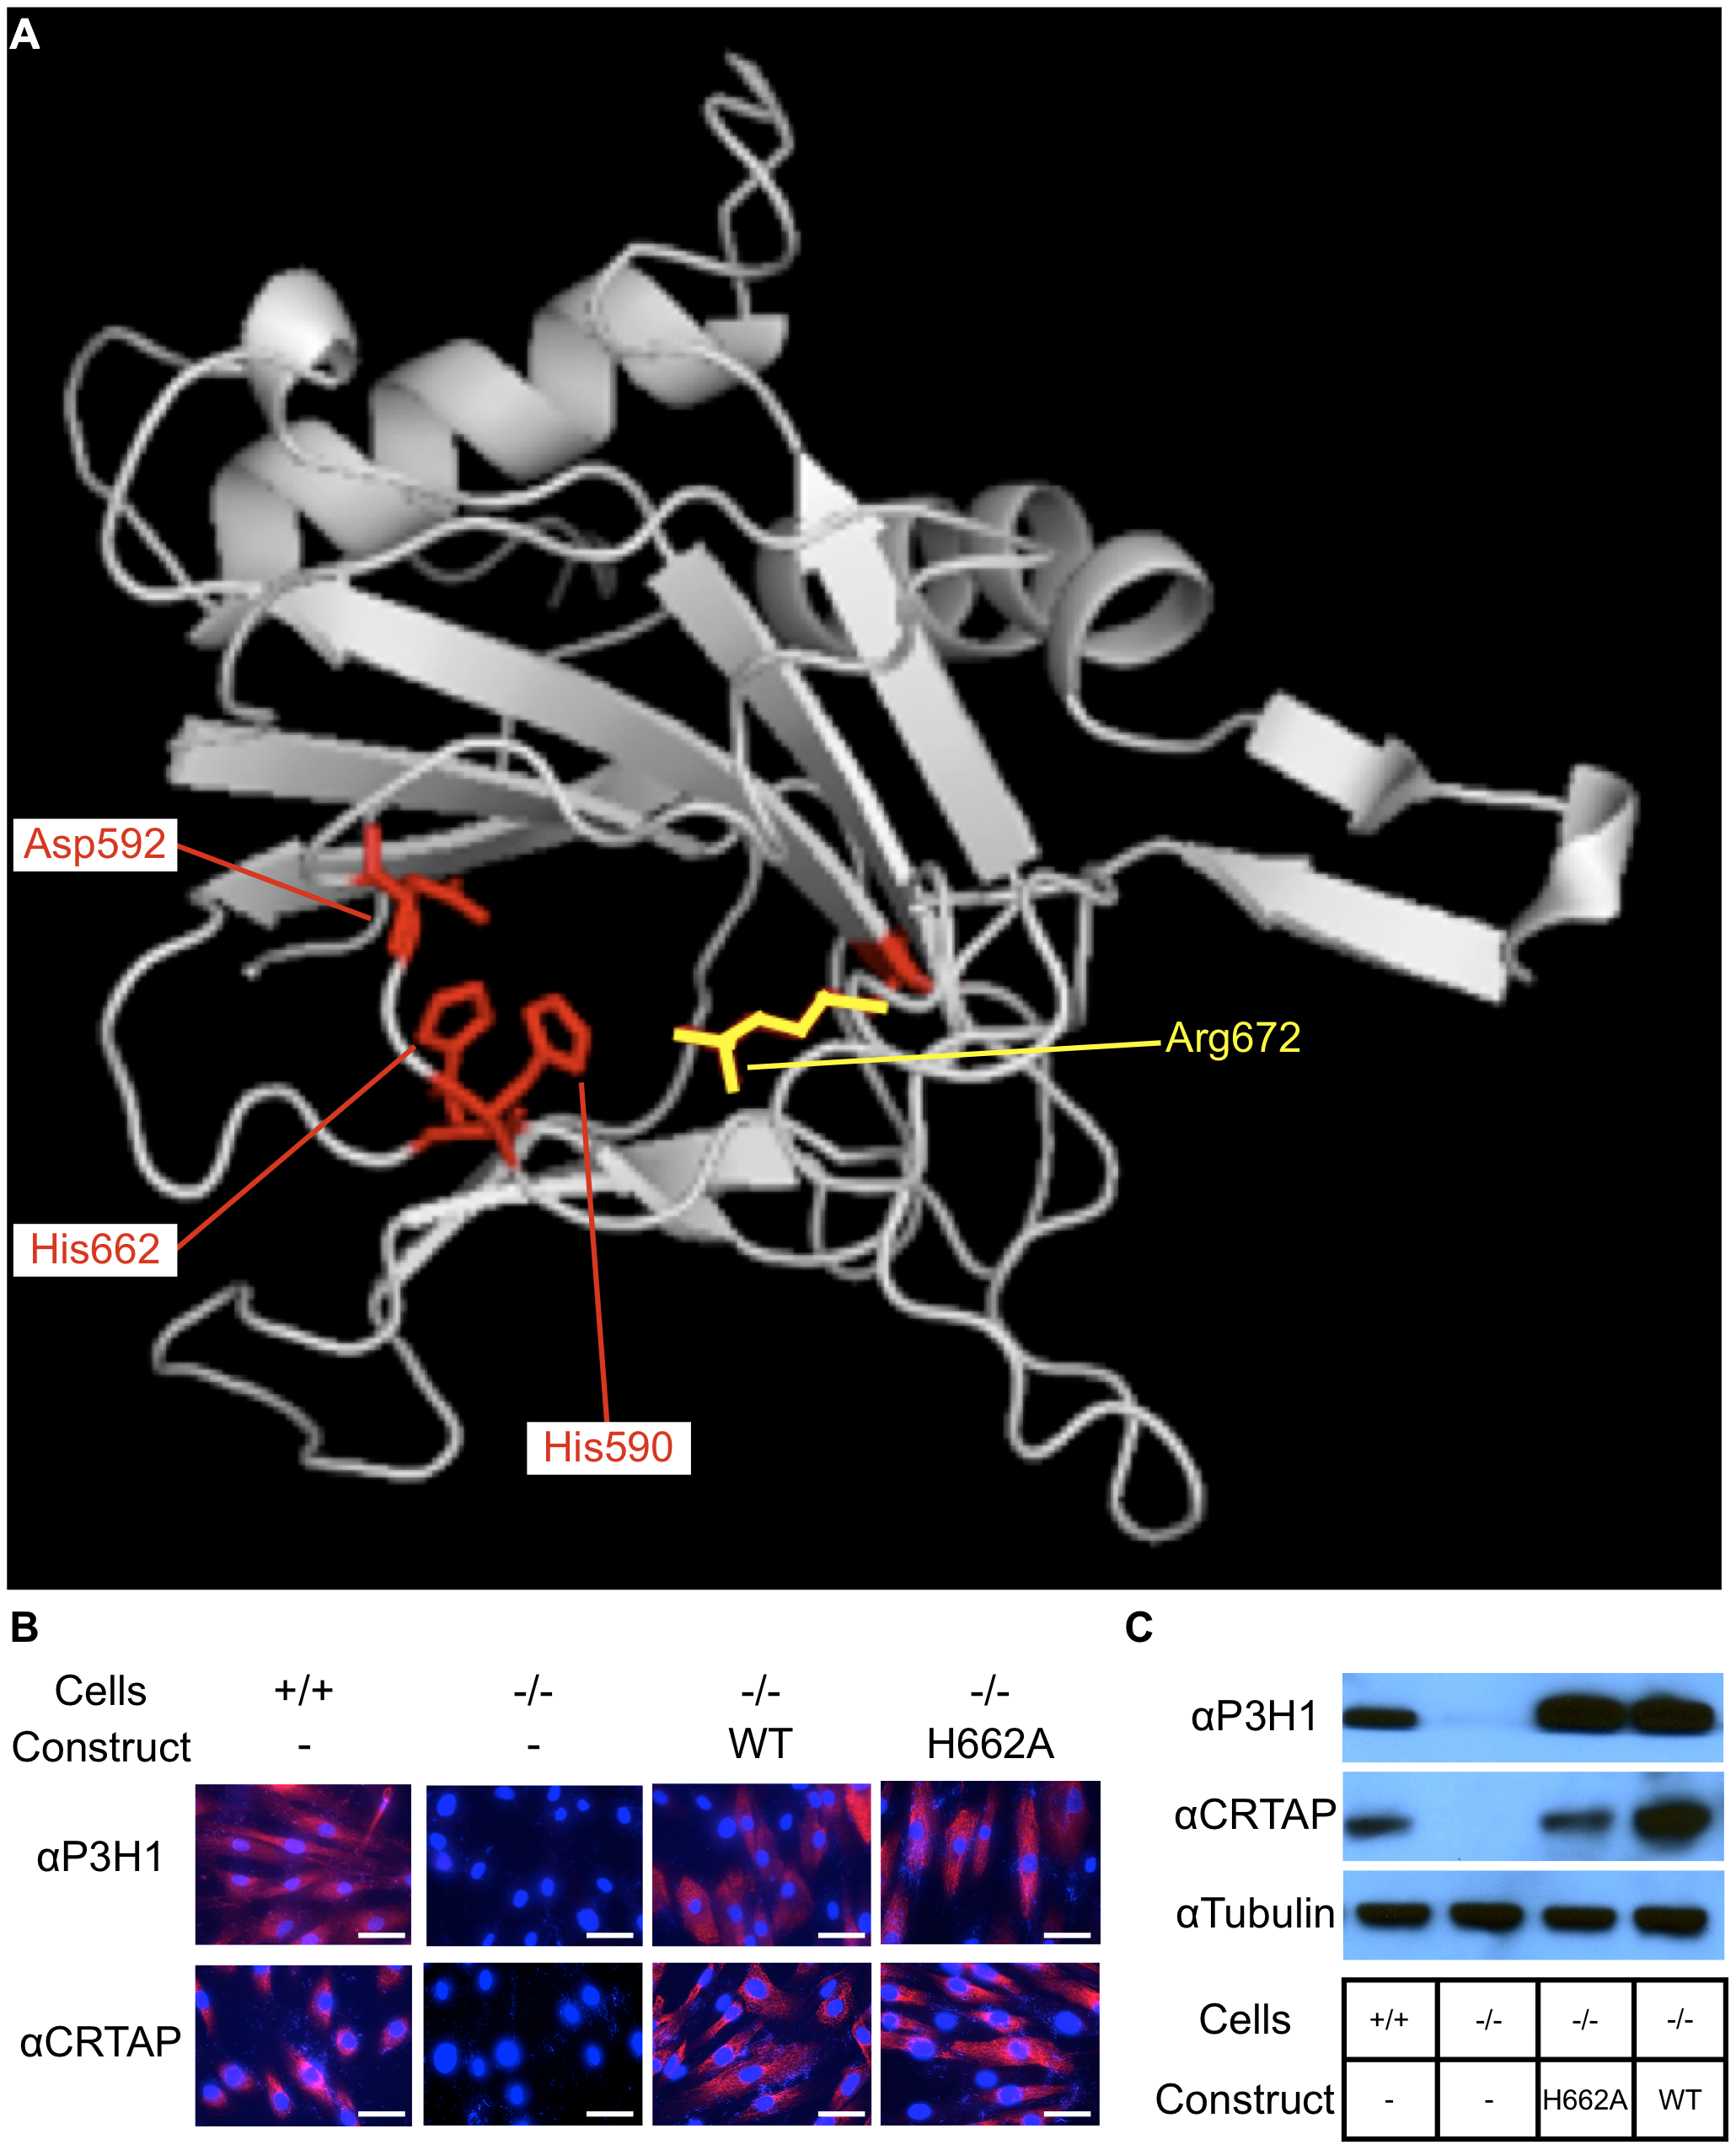 A
Asp592
Arg672
His662
His590
B
Cells +/+ -/- -/- -/-
Construct - - WT H662A
αP3H1
αCRTAP
C
αP3H1
αCRTAP
αTubulin
Cells +/+ -/- -/- -/-
Construct - - H662A WT